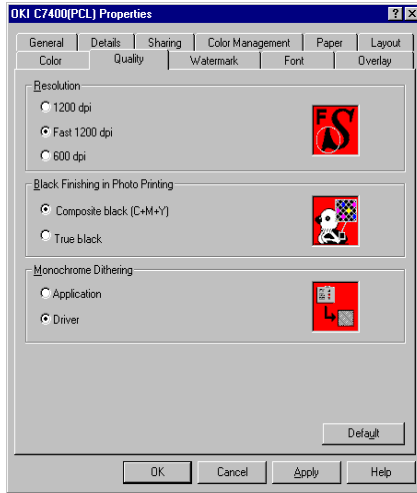 OKI C7400(PCL) Properties
General Details Sharing Color Management Paper Layout
Color Quality Watermark Font Overlay
Resolution
1200 dpi
Fast 1200 dpi
600 dpi
FS
Black Finishing in Photo Printing
Composite black (C+M+Y)
True black
Monochrome Dithering
Application
Driver
Default
OK Cancel Apply Help